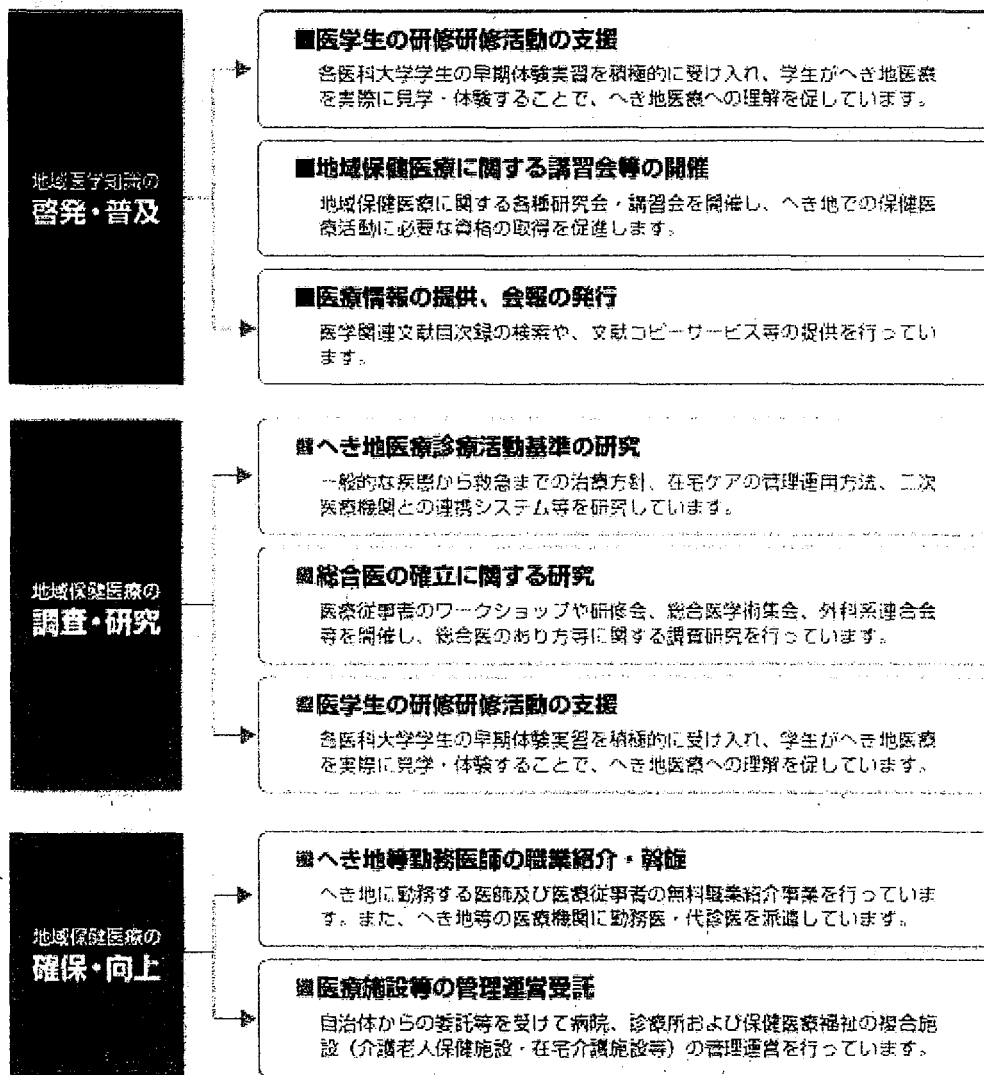 地域医学知識の
啓発・普及
■医学生の研修研修活動の支援
各医科大学学生の早期体験実習を積極的に受け入れ、学生がへき地医療
を実際に見学・体験することで、へき地医療への理解を促しています。
■地域保健医療に関する講習会等の開催
地域保健医療に関する各種研究会・講習会を開催し、へき地での保健医
療活動に必要な資格の取得を促進します。
■医療情報の提供、会報の発行
医学関連文献目次録の検索や、文献コピーサービス等の提供を行ってい
ます。
地域保健医療の
調査・研究
■へき地医療診療活動基準の研究
一般的な疾患から救急までの治療方針、在宅ケアの管理運用方法、二次
医療機関との連携システム等を研究しています。
■総合医の確立に関する研究
医療従事者のワークショップや研修会、総合医学術集会、外科系連合会
等を開催し、総合医のあり方等に関する調査研究を行っています。
■医学生の研修研修活動の支援
各医科大学学生の早期体験実習を積極的に受け入れ、学生がへき地医療
を実際に見学・体験することで、へき地医療への理解を促しています。
地域保健医療の
確保・向上
■へき地等勤務医師の職業紹介・斡旋
へき地に勤務する医師及び医療従事者の無料職業紹介事業を行っていま
す。また、へき地等の医療機関に勤務医・代診医を派遣しています。
■医療施設等の管理運営受託
自治体からの委託等を受けて病院、診療所および保健医療福祉の複合施
設（介護老人保健施設・在宅介護施設等）の管理運営を行っています。